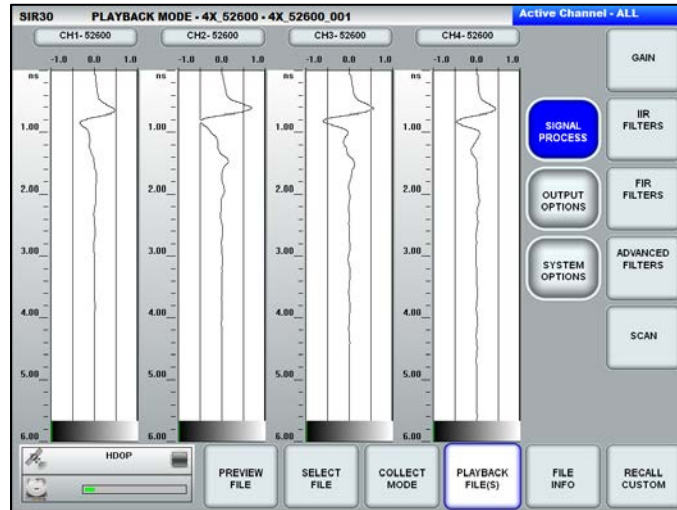 SIR30 PLAYBACK MODE - 4X_52600 - 4X_52600_001 Active Channel - ALL
CH1- 52600 CH2- 52600 CH3- 52600 CH4- 52600
-1.0 0.0 1.0 -1.0 0.0 1.0 -1.0 0.0 1.0 -1.0 0.0 1.0
ns ns ns ns
1.00 1.00 1.00 1.00
2.00 2.00 2.00 2.00
3.00 3.00 3.00 3.00
4.00 4.00 4.00 4.00
5.00 5.00 5.00 5.00
6.00 6.00 6.00 6.00
SIGNAL
PROCESS
OUTPUT
OPTIONS
SYSTEM
OPTIONS
GAIN
IIR
FILTERS
FIR
FILTERS
ADVANCED
FILTERS
SCAN
HDOP
PREVIEW
FILE
SELECT
FILE
COLLECT
MODE
PLAYBACK
FILE(S)
FILE
INFO
RECALL
CUSTOM